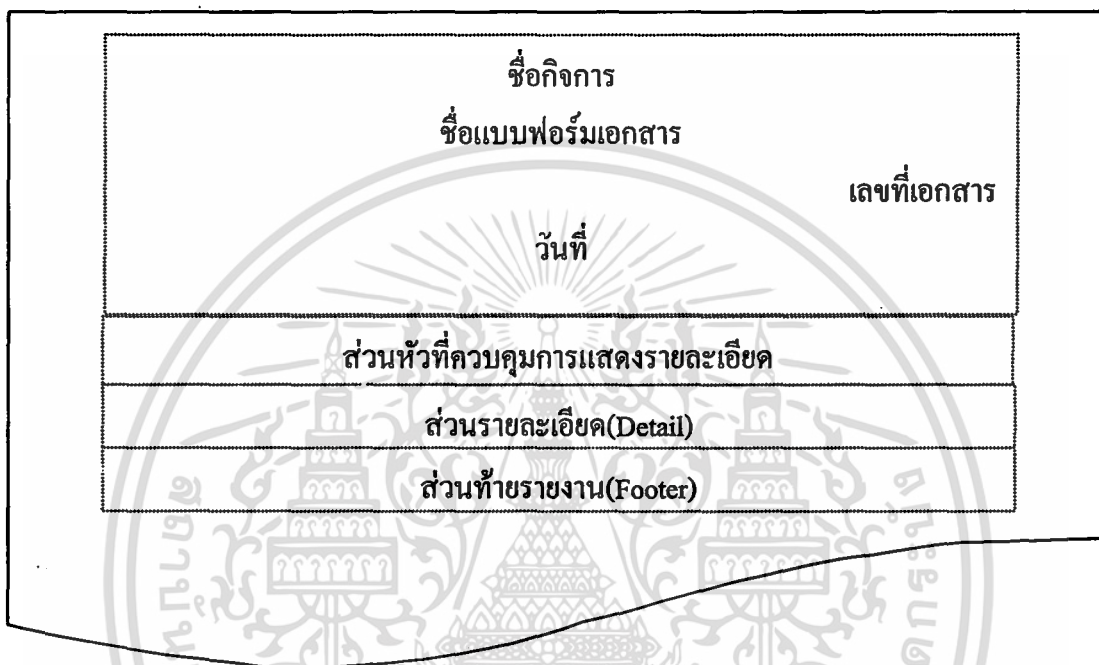 ชื่อกิจการ
ชื่อแบบฟอร์มเอกสาร
เลขที่เอกสาร
วันที่
ส่วนหัวที่ควบคุมการแสดงรายละเอียด
ส่วนรายละเอียด(Detail)
ส่วนท้ายรายงาน(Footer)